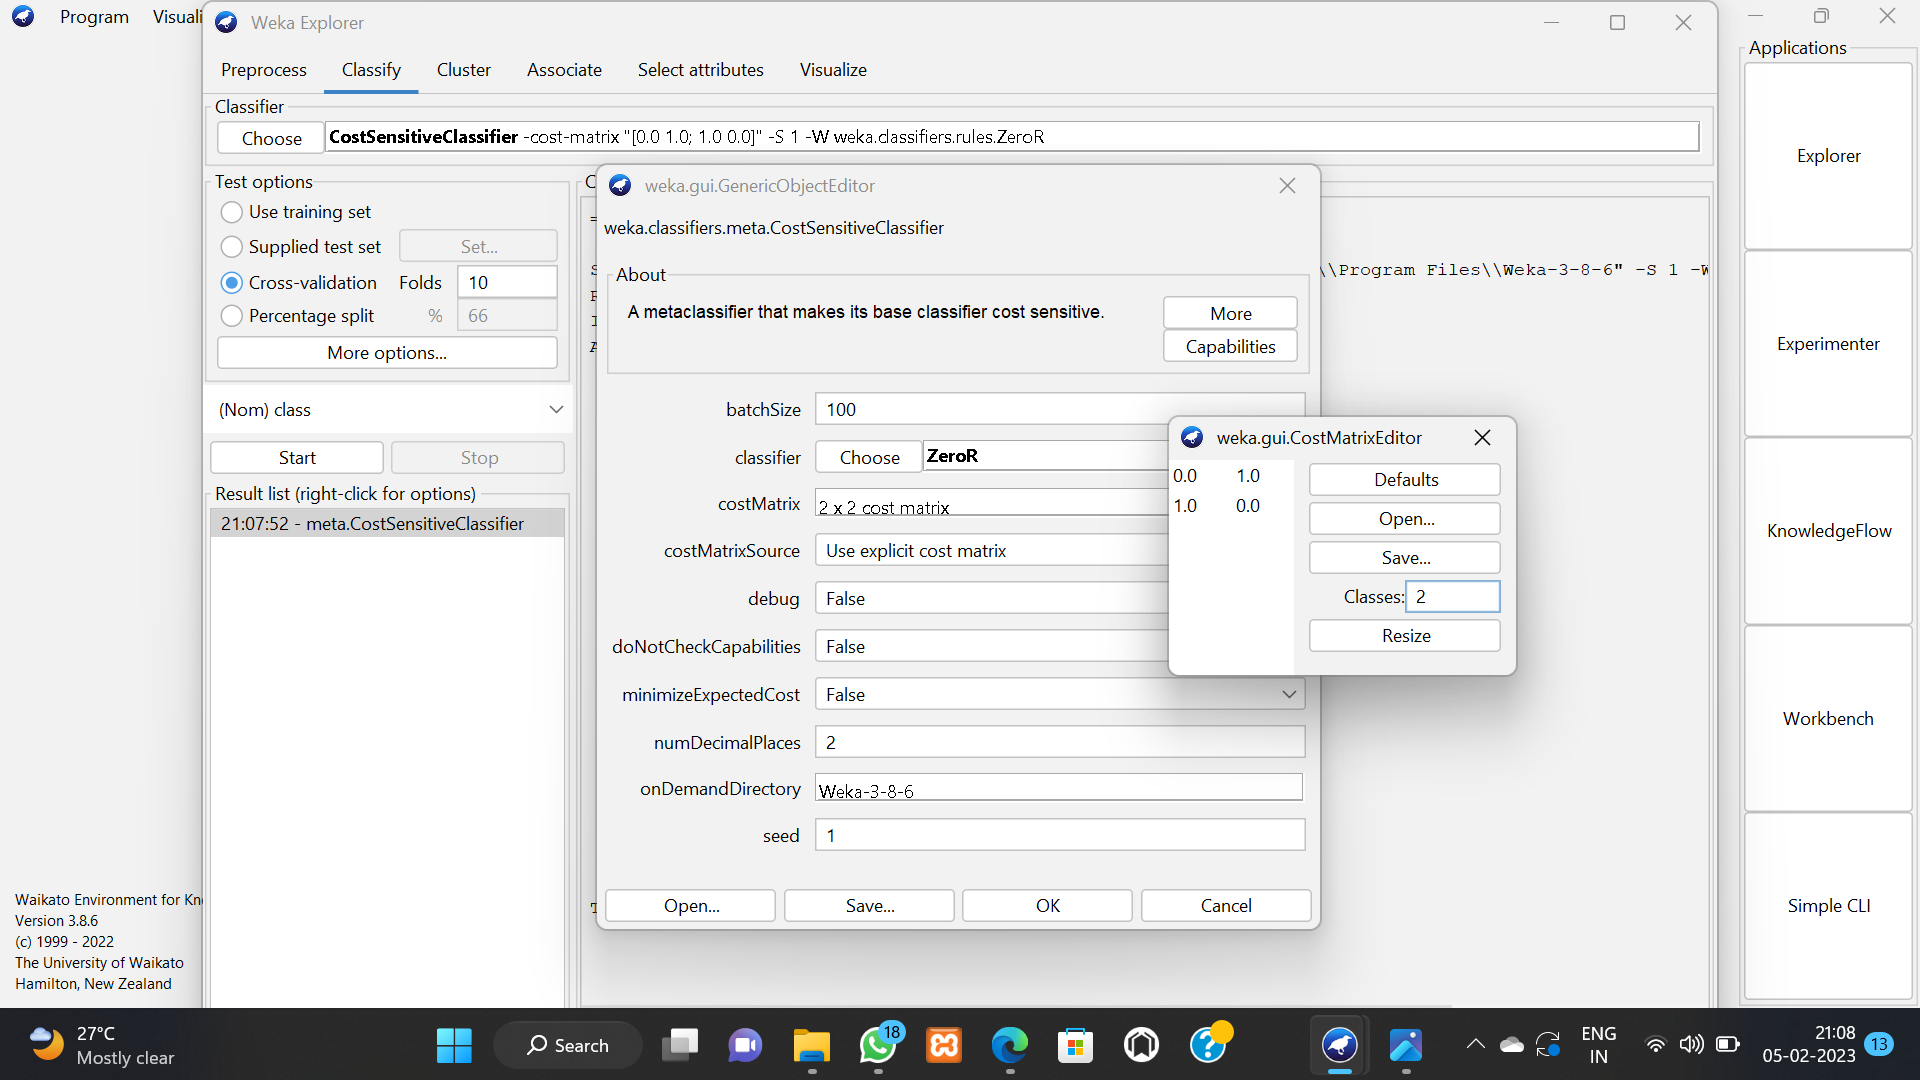 Program
Visuali
Weka Explorer
Preprocess
Classify
Cluster
Associate
Select attributes
Visualize
Applications
Explorer
Experimenter
KnowledgeFlow
Workbench
Simple CLI
Classifier
Choose
CostSensitiveClassifier -cost-matrix "[0.0 1.0; 1.0 0.0]" -S 1 -W weka.classifiers.rules.ZeroR
Test options
Use training set
Supplied test set
Set...
Cross-validation Folds 10
Percentage split % 66
More options...
(Nom) class
Start
Stop
Result list (right-click for options)
21:07:52 - meta.CostSensitiveClassifier
\\Program Files\\Weka-3-8-6" -S 1 -W
weka.gui.GenericObjectEditor
weka.classifiers.meta.CostSensitiveClassifier
About
A metaclassifier that makes its base classifier cost sensitive.
More
Capabilities
batchSize 100
classifier Choose ZeroR
costMatrix 2 x 2 cost matrix
costMatrixSource Use explicit cost matrix
debug False
doNotCheckCapabilities False
minimizeExpectedCost False
numDecimalPlaces 2
onDemandDirectory Weka-3-8-6
seed 1
Open...
Save...
OK
Cancel
weka.gui.CostMatrixEditor
0.0 1.0
1.0 0.0
Defaults
Open...
Save...
Classes: 2
Resize
Waikato Environment for Kn
Version 3.8.6
(c) 1999 - 2022
The University of Waikato
Hamilton, New Zealand
27°C
Mostly clear
Search
18
ENG
IN
21:08
05-02-2023
13